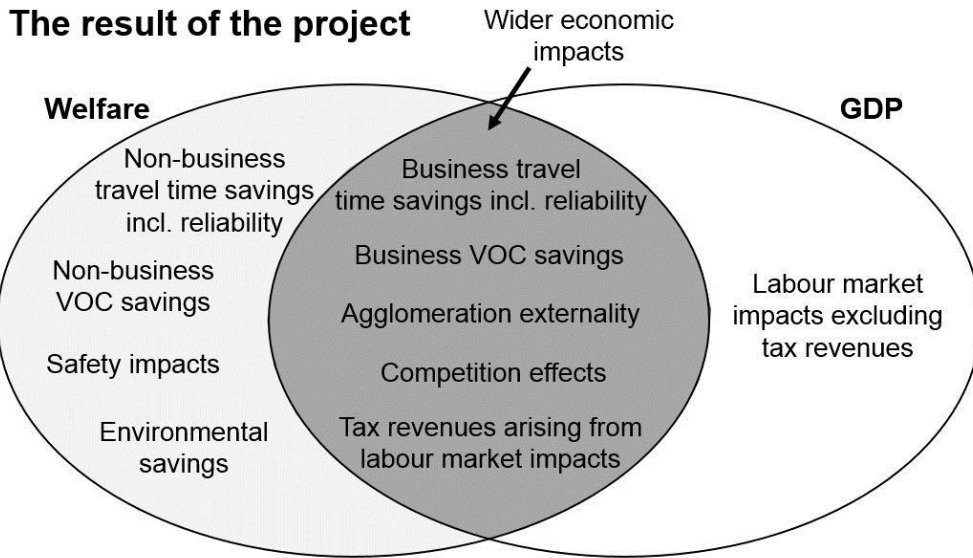 The result of the project
Wider economic
impacts
Welfare
GDP
Non-business
travel time savings
incl. reliability
Non-business
VOC savings
Safety impacts
Environmental
savings
Business travel
time savings incl. reliability
Business VOC savings
Agglomeration externality
Competition effects
Tax revenues arising from
labour market impacts
Labour market
impacts excluding
tax revenues